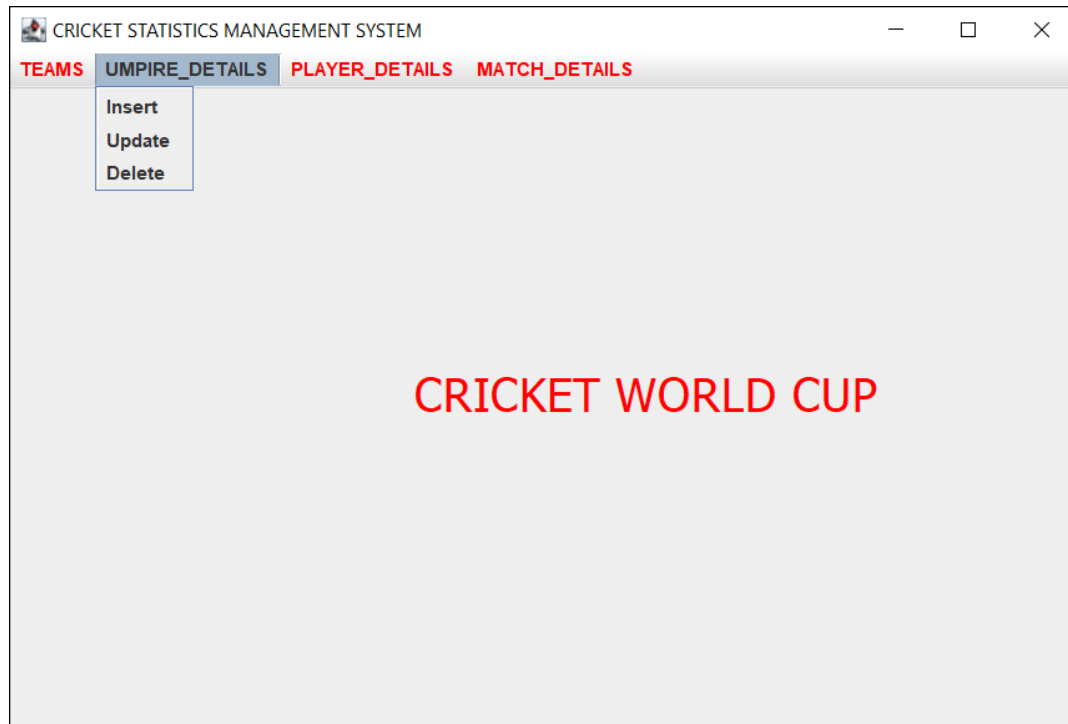 CRICKET STATISTICS MANAGEMENT SYSTEM
TEAMS UMPIRE_DETAILS PLAYER_DETAILS MATCH_DETAILS
Insert
Update
Delete
CRICKET WORLD CUP